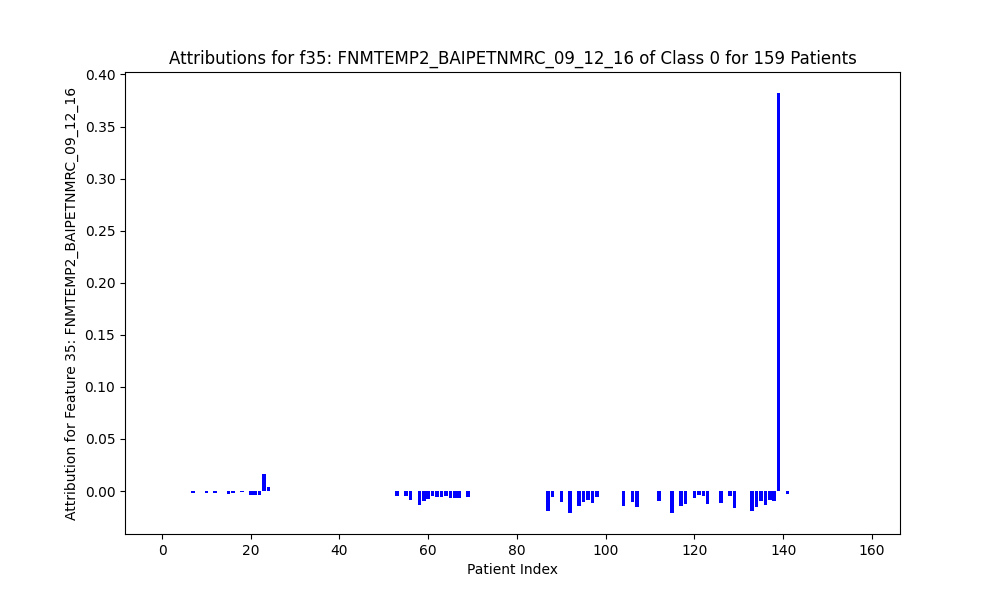 Attributions for f35: FNMTEMP2_BAIPETNMRC_09_12_16 of Class 0 for 159 Patients
Attribution for Feature 35: FNMTEMP2_BAIPETNMRC_09_12_16
0.40
0.35
0.30
0.25
0.20
0.15
0.10
0.05
0.00
0 20 40 60 80 100 120 140 160
Patient Index